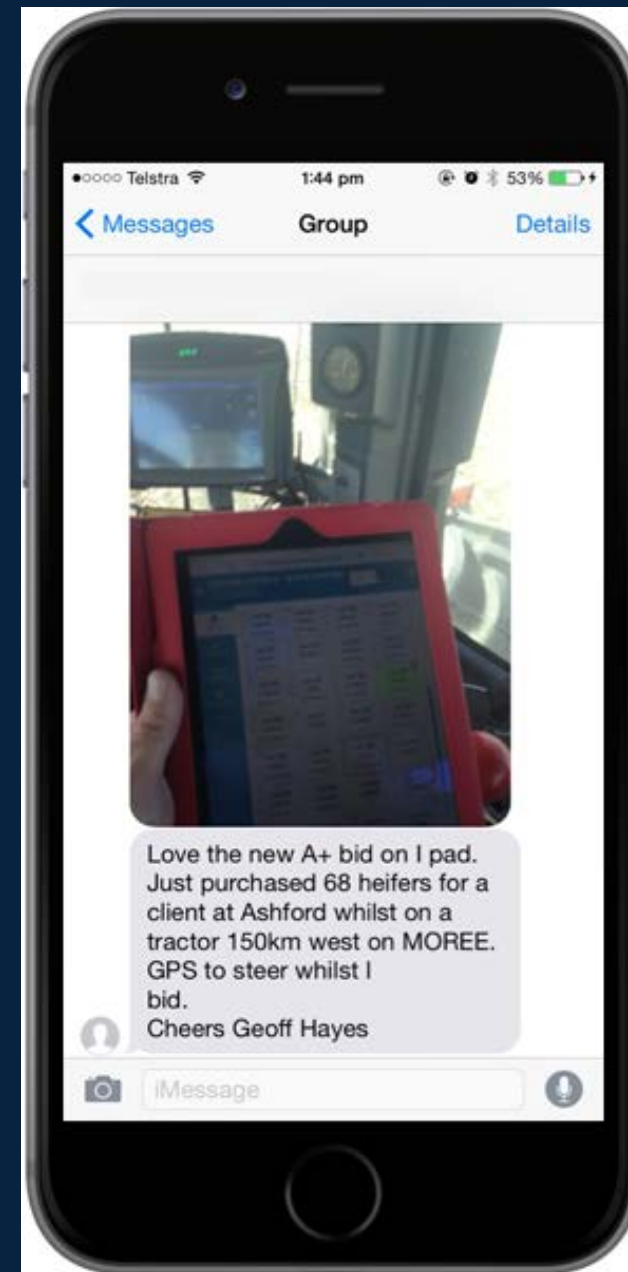 Telstra
1:44 pm
53%
Messages
Group
Details
Love the new A+ bid on I pad.
Just purchased 68 heifers for a
client at Ashford whilst on a
tractor 150km west on MOREE.
GPS to steer whilst I
bid.
Cheers Geoff Hayes
iMessage